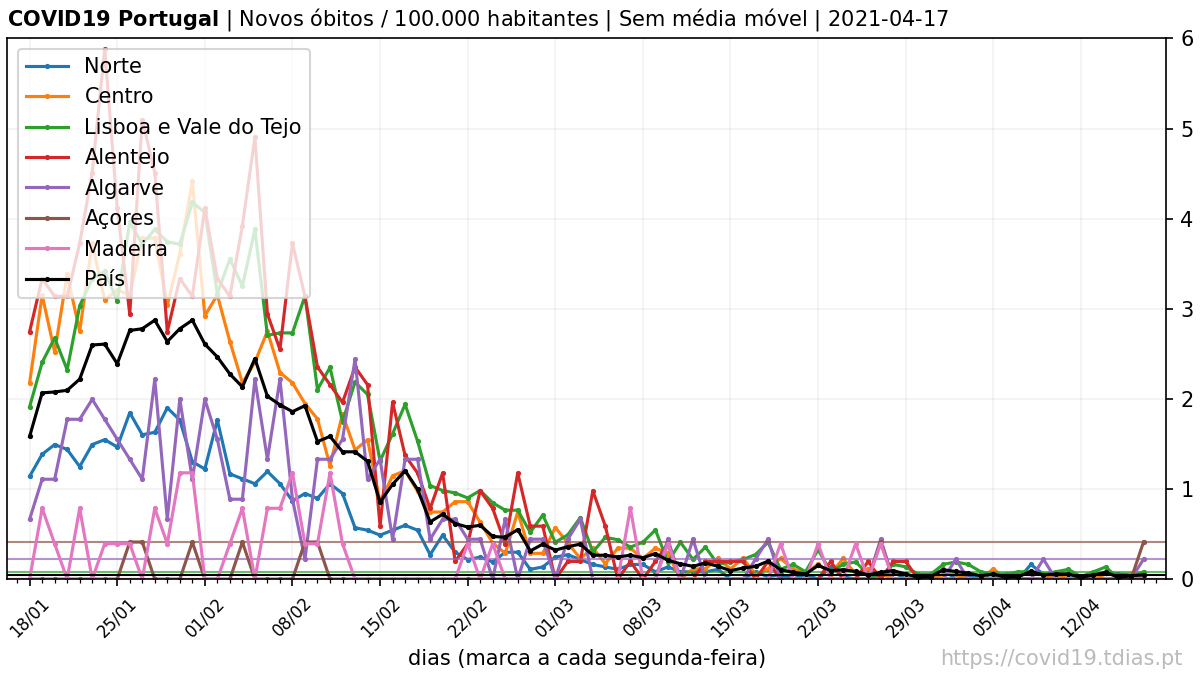 COVID19 Portugal | Novos óbitos / 100.000 habitantes | Sem média móvel | 2021-04-17
Norte
Centro
Lisboa e Vale do Tejo
Alentejo
Algarve
Açores
Madeira
País
6
5
4
3
2
1
0
18/01
25/01
01/02
08/02
15/02
22/02
01/03
08/03
15/03
22/03
29/03
05/04
12/04
dias (marca a cada segunda-feira)
https://covid19.tdias.pt